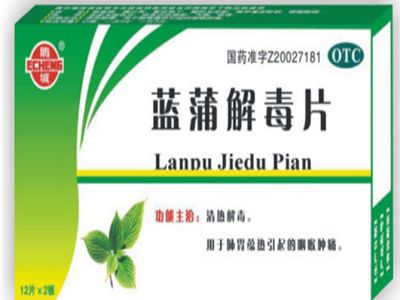 鹏
ECHENG
城
国药准字Z20027181
OTC
蓝蒲解毒片
Lanpu Jiedu Pian
功能主治：清热解毒。
用于肺胃蕴热引起的咽喉肿痛。
12片x2板